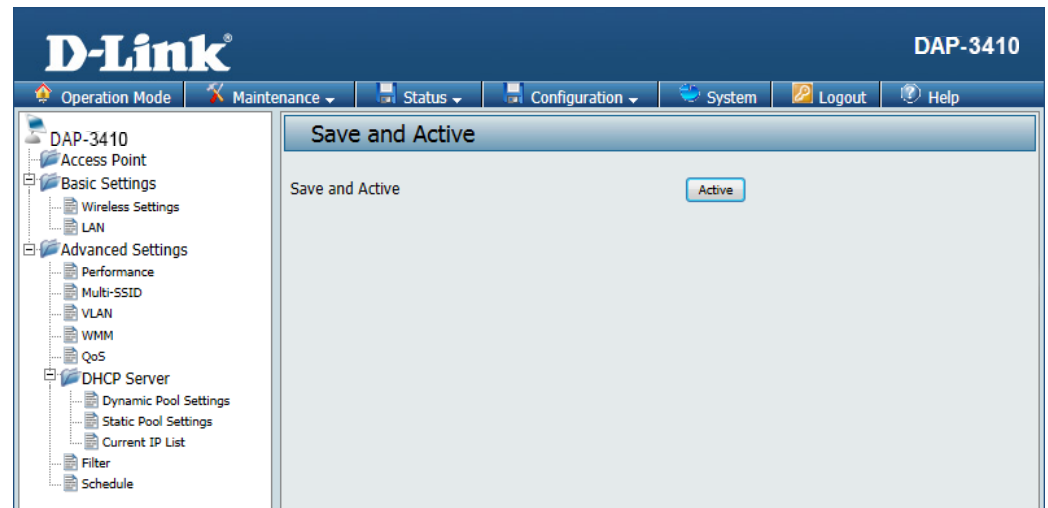 D-Link®
DAP-3410
Operation Mode Maintenance Status Configuration System Logout Help
DAP-3410
Access Point
Basic Settings
Wireless Settings
LAN
Advanced Settings
Performance
Multi-SSID
VLAN
WMM
QoS
DHCP Server
Dynamic Pool Settings
Static Pool Settings
Current IP List
Filter
Schedule
Save and Active
Save and Active Active